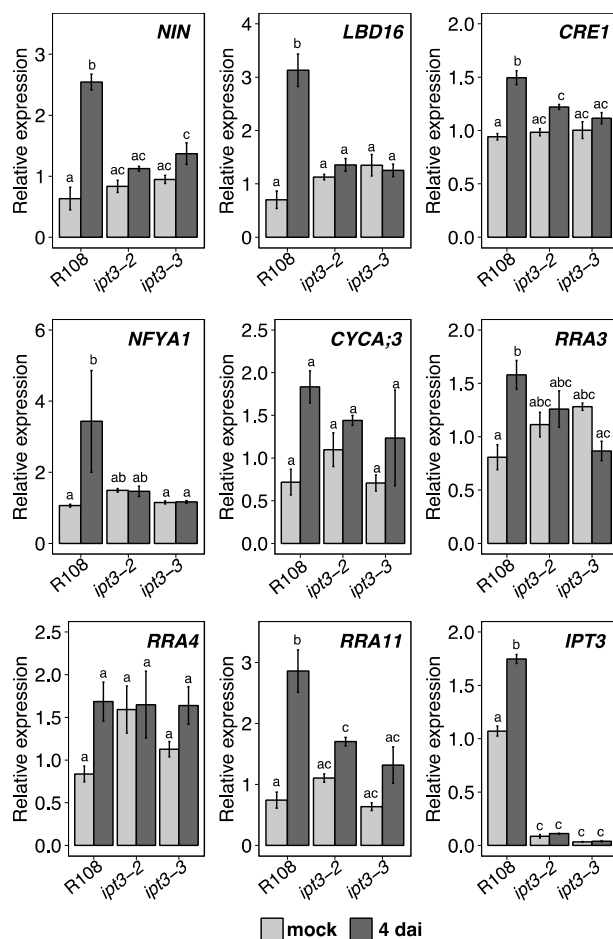 NIN
Relative expression
3
2
1
0
a
b
ac
ac
ac
c
R108
ipt3-2
ipt3-3
LBD16
Relative expression
4
3
2
1
0
a
b
a
a
a
a
R108
ipt3-2
ipt3-3
CRE1
Relative expression
2.0
1.5
1.0
0.5
0.0
a
b
ac
c
ac
ac
R108
ipt3-2
ipt3-3
NFYA1
Relative expression
6
4
2
0
a
b
ab
ab
a
a
R108
ipt3-2
ipt3-3
CYCA;3
Relative expression
2.5
2.0
1.5
1.0
0.5
0.0
a
a
a
a
a
a
R108
ipt3-2
ipt3-3
RRA3
Relative expression
2.0
1.5
1.0
0.5
0.0
a
b
abc
abc
abc
ac
R108
ipt3-2
ipt3-3
RRA4
Relative expression
2.5
2.0
1.5
1.0
0.5
0.0
a
a
a
a
a
a
R108
ipt3-2
ipt3-3
RRA11
Relative expression
3
2
1
0
a
b
ac
c
ac
ac
R108
ipt3-2
ipt3-3
IPT3
Relative expression
2.0
1.5
1.0
0.5
0.0
a
b
c
c
c
c
R108
ipt3-2
ipt3-3
mock 4 dai